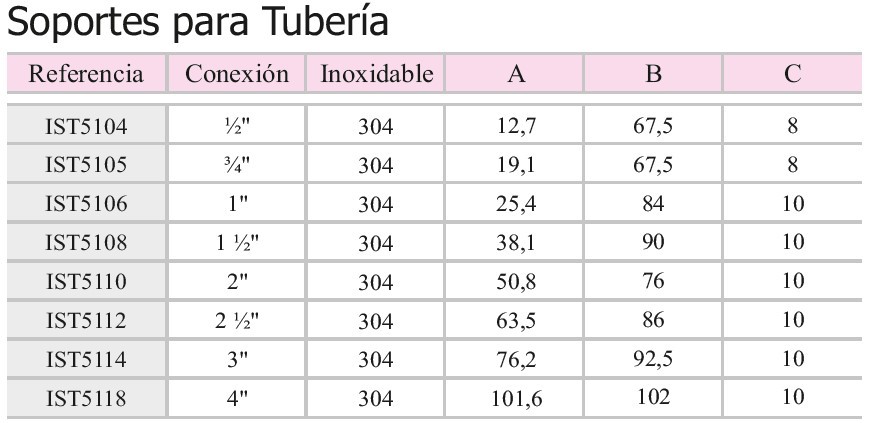 Soportes para Tubería
Referencia Conexión Inoxidable A B C
IST5104 ½" 304 12,7 67,5 8
IST5105 ¾" 304 19,1 67,5 8
IST5106 1" 304 25,4 84 10
IST5108 1 ½" 304 38,1 90 10
IST5110 2" 304 50,8 76 10
IST5112 2 ½" 304 63,5 86 10
IST5114 3" 304 76,2 92,5 10
IST5118 4" 304 101,6 102 10